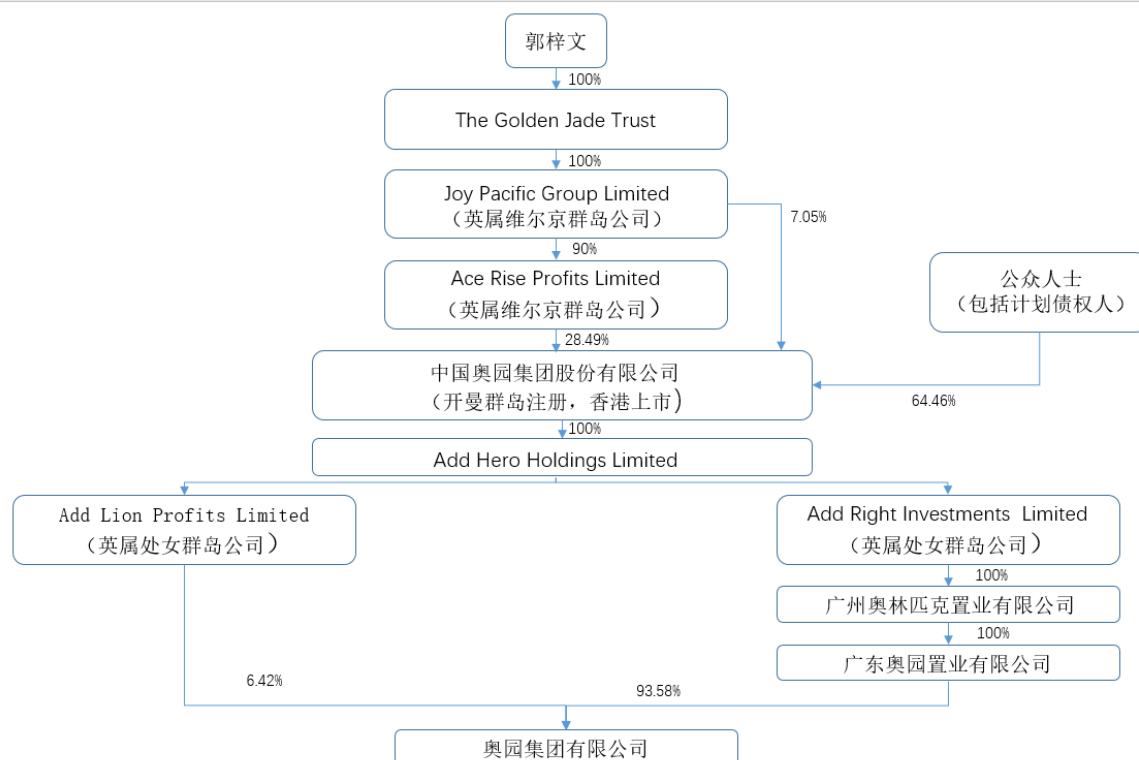 郭梓文
100%
The Golden Jade Trust
100%
Joy Pacific Group Limited
（英属维尔京群岛公司）
7.05%
90%
Ace Rise Profits Limited
（英属维尔京群岛公司）
公众人士
（包括计划债权人）
28.49%
中国奥园集团股份有限公司
（开曼群岛注册，香港上市）
64.46%
100%
Add Hero Holdings Limited
Add Lion Profits Limited
（英属处女群岛公司）
Add Right Investments Limited
（英属处女群岛公司）
100%
广州奥林匹克置业有限公司
100%
广东奥园置业有限公司
6.42%
93.58%
奥园集团有限公司